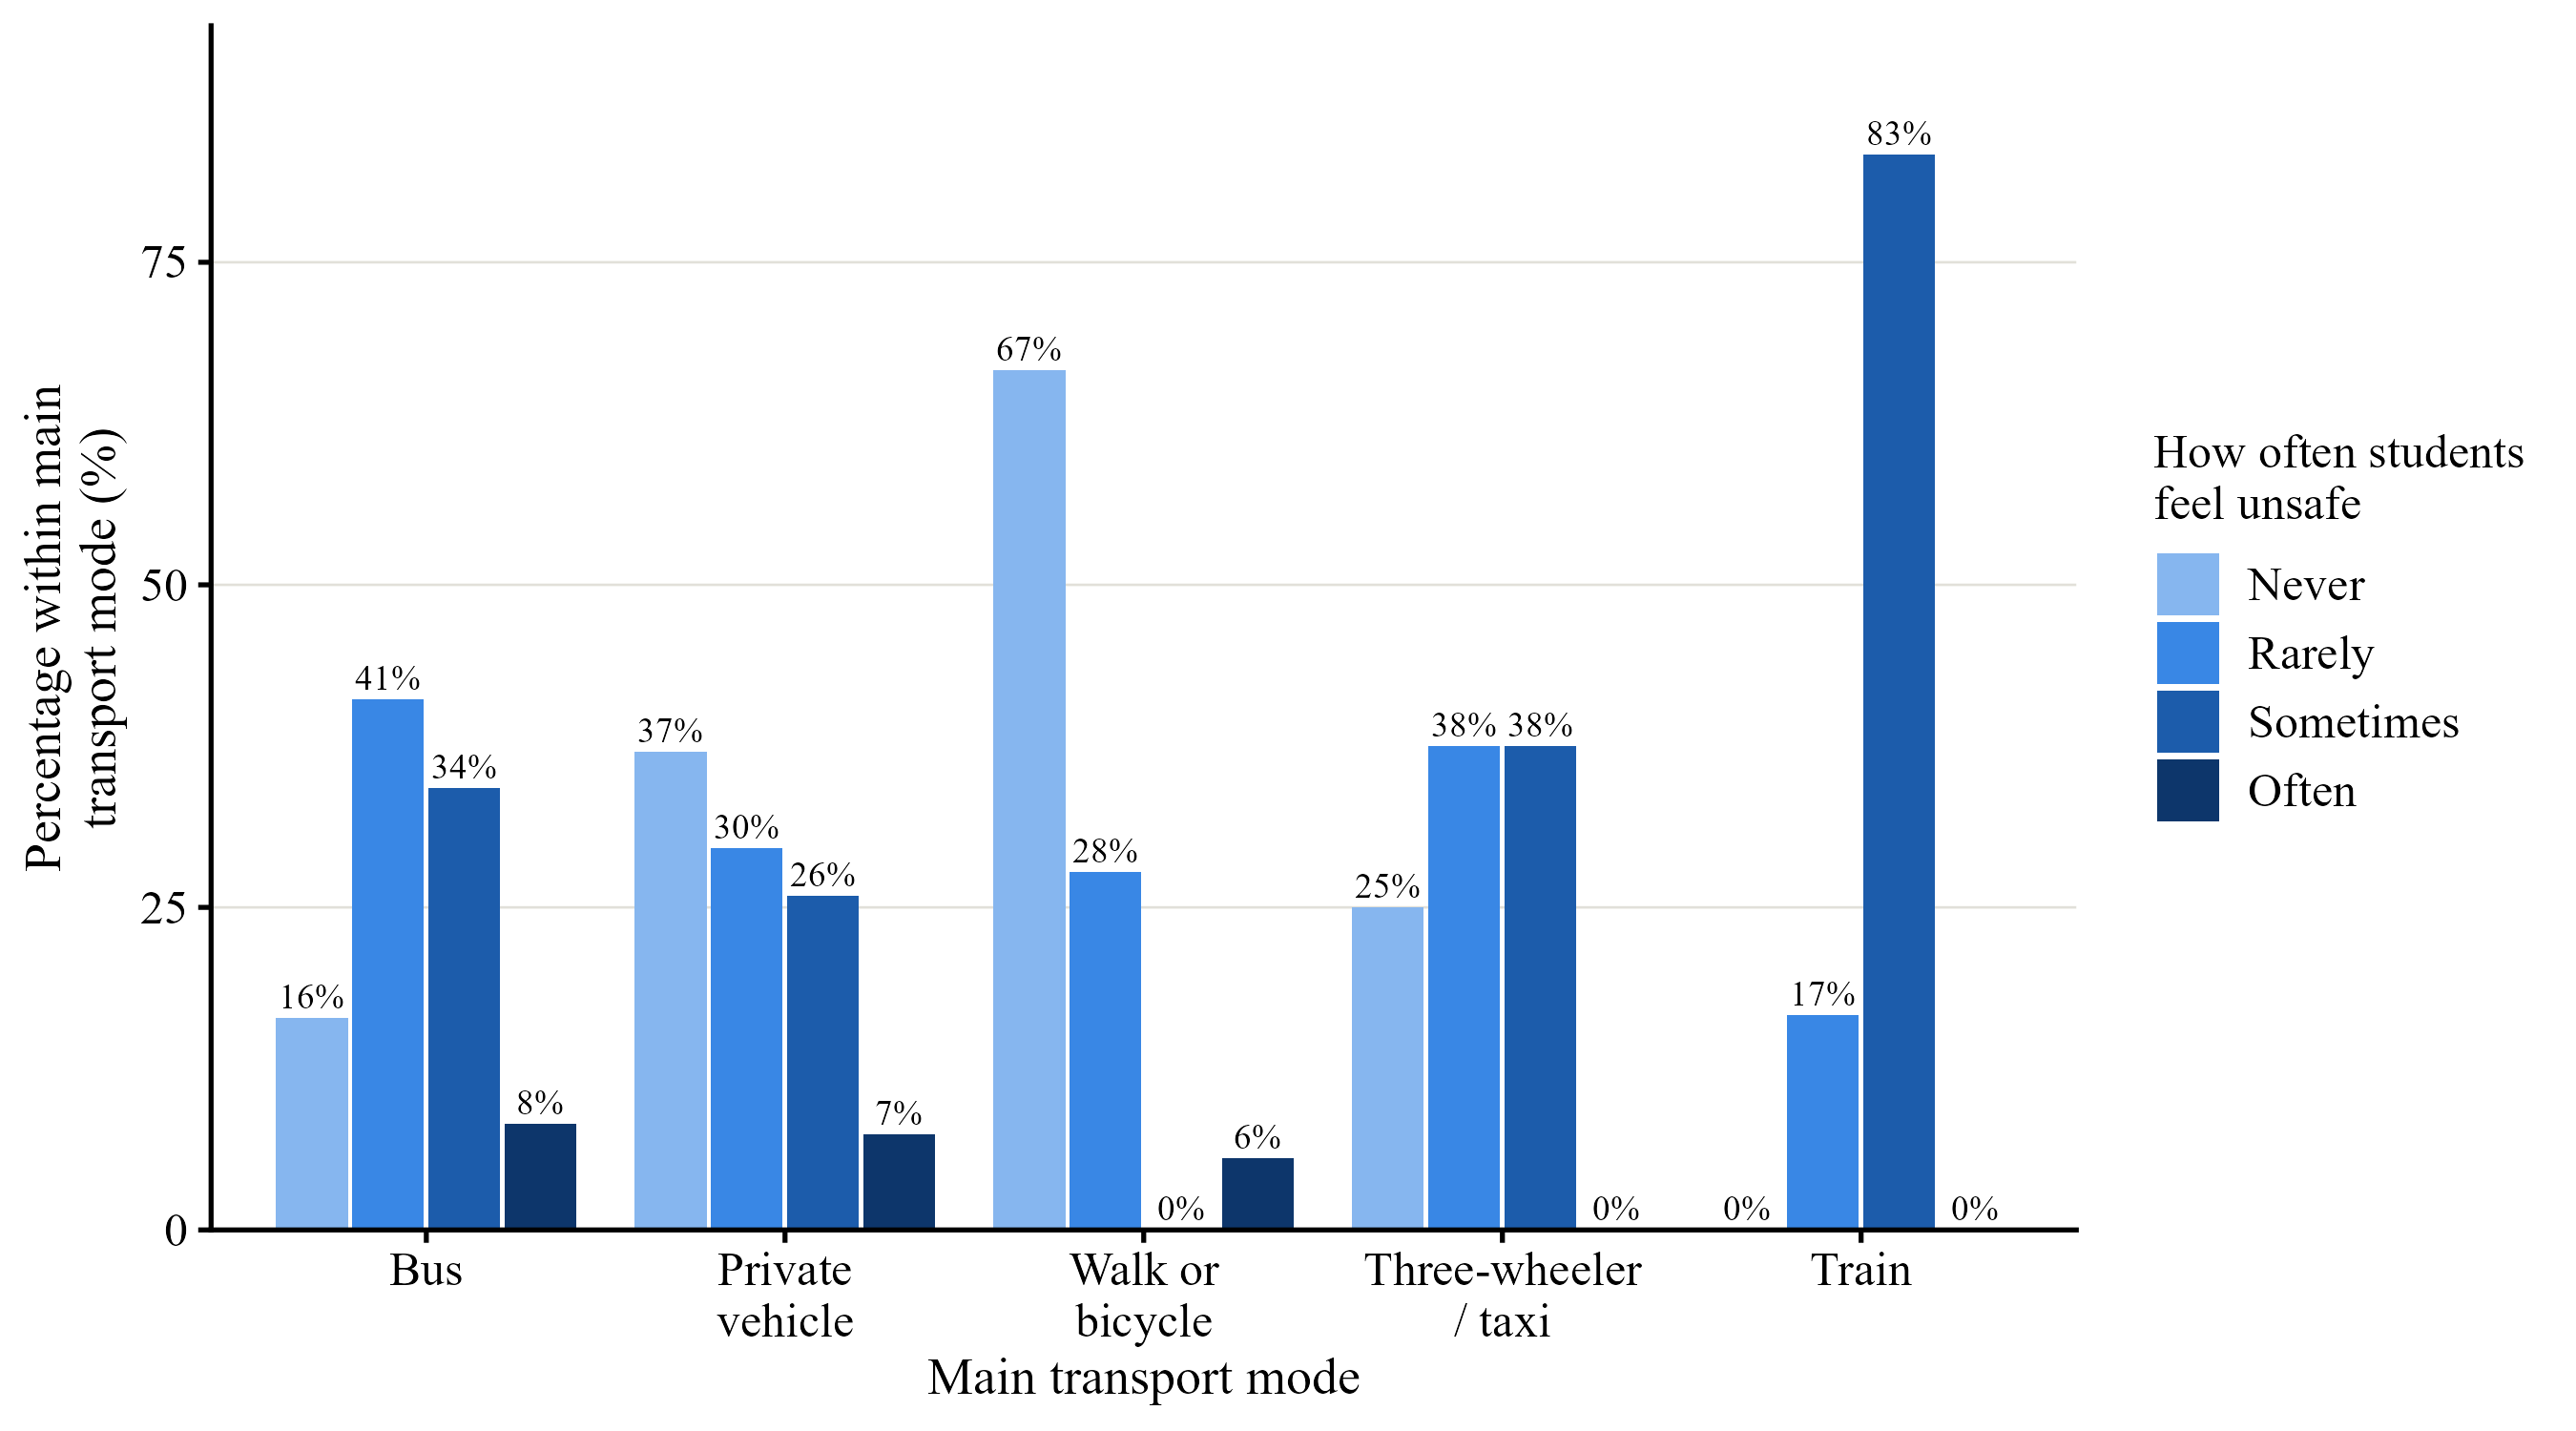 83%
75
67%
Percentage within main
transport mode (%)
How often students
feel unsafe
50
Never
Rarely
Sometimes
Often
41%
34%
37%
30%
26%
28%
38% 38%
25%
25
16%
8%
7%
0%
6%
0%
0%
17%
0%
0
Bus
Private
vehicle
Walk or
bicycle
Three-wheeler
/ taxi
Train
Main transport mode